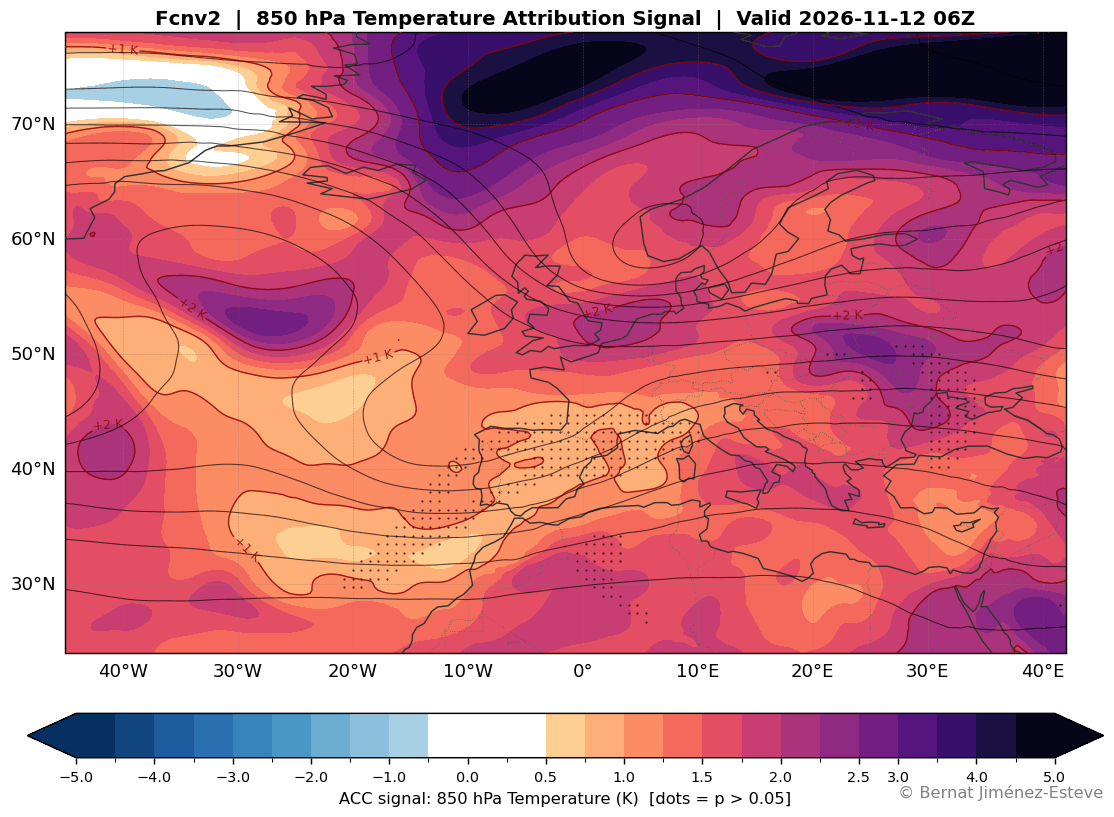 Fcnv2 | 850 hPa Temperature Attribution Signal | Valid 2026-11-12 06Z
+1 K
70°N
60°N
+2
+2 K
+2 K
+2 K
50°N
+1 K
+2 K
40°N
+1 K
30°N
40°W 30°W 20°W 10°W 0° 10°E 20°E 30°E 40°E
−5.0 −4.0 −3.0 −2.0 −1.0 0.0 0.5 1.0 1.5 2.0 2.5 3.0 4.0 5.0
ACC signal: 850 hPa Temperature (K) [dots = p > 0.05]
© Bernat Jiménez-Esteve